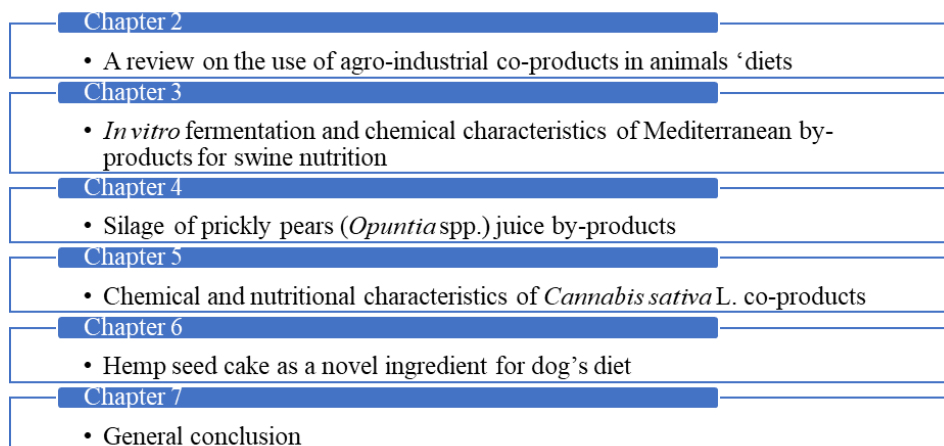 Chapter 2
• A review on the use of agro-industrial co-products in animals ‘diets
Chapter 3
• In vitro fermentation and chemical characteristics of Mediterranean by-
products for swine nutrition
Chapter 4
• Silage of prickly pears (Opuntia spp.) juice by-products
Chapter 5
• Chemical and nutritional characteristics of Cannabis sativa L. co-products
Chapter 6
• Hemp seed cake as a novel ingredient for dog’s diet
Chapter 7
• General conclusion